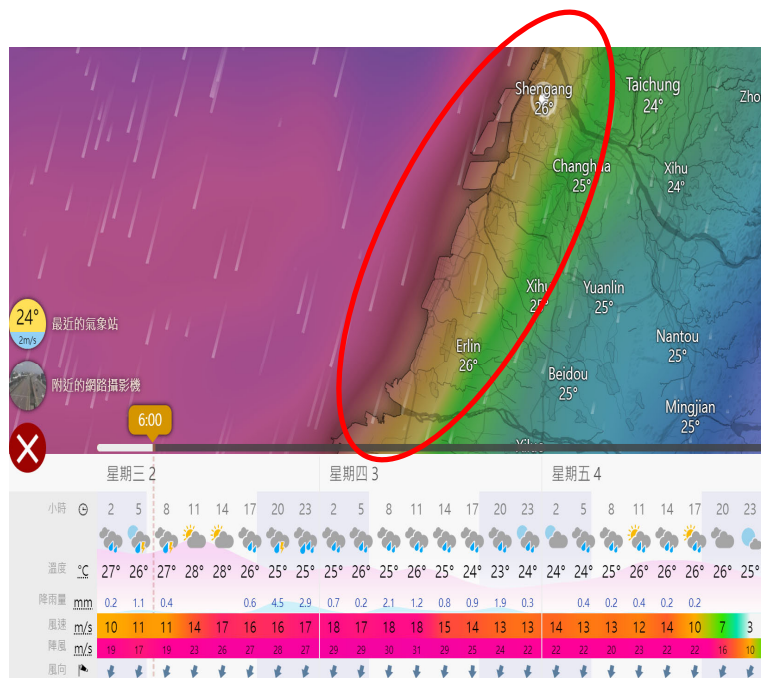 Shengang
26°
Taichung
24°
Zho
Changhua
25°
Xihu
24°
Xihu
25°
Yuanlin
25°
24°
2m/s
最近的氣象站
Erlin
26°
Nantou
25°
Beidou
25°
附近的網路攝影機
Mingjian
25°
6:00
星期三 2 星期四 3 星期五 4
小時 2 5 8 11 14 17 20 23 2 5 8 11 14 17 20 23 2 5 8 11 14 17 20 23
溫度 °C 27° 26° 27° 28° 28° 26° 25° 25° 25° 26° 25° 26° 25° 24° 23° 24° 24° 24° 25° 26° 26° 26° 26° 25°
降雨量 mm 0.2 1.1 0.4 0.6 4.5 2.9 0.7 0.2 2.1 1.2 0.8 0.9 1.9 0.3 0.4 0.2 0.4 0.2 0.2
風速 m/s 10 11 11 14 17 16 16 17 18 17 18 18 15 14 13 13 14 13 13 12 14 10 7 3
陣風 m/s 19 17 19 23 26 27 28 27 29 29 30 31 29 25 24 22 22 22 20 23 22 22 16 10
風向